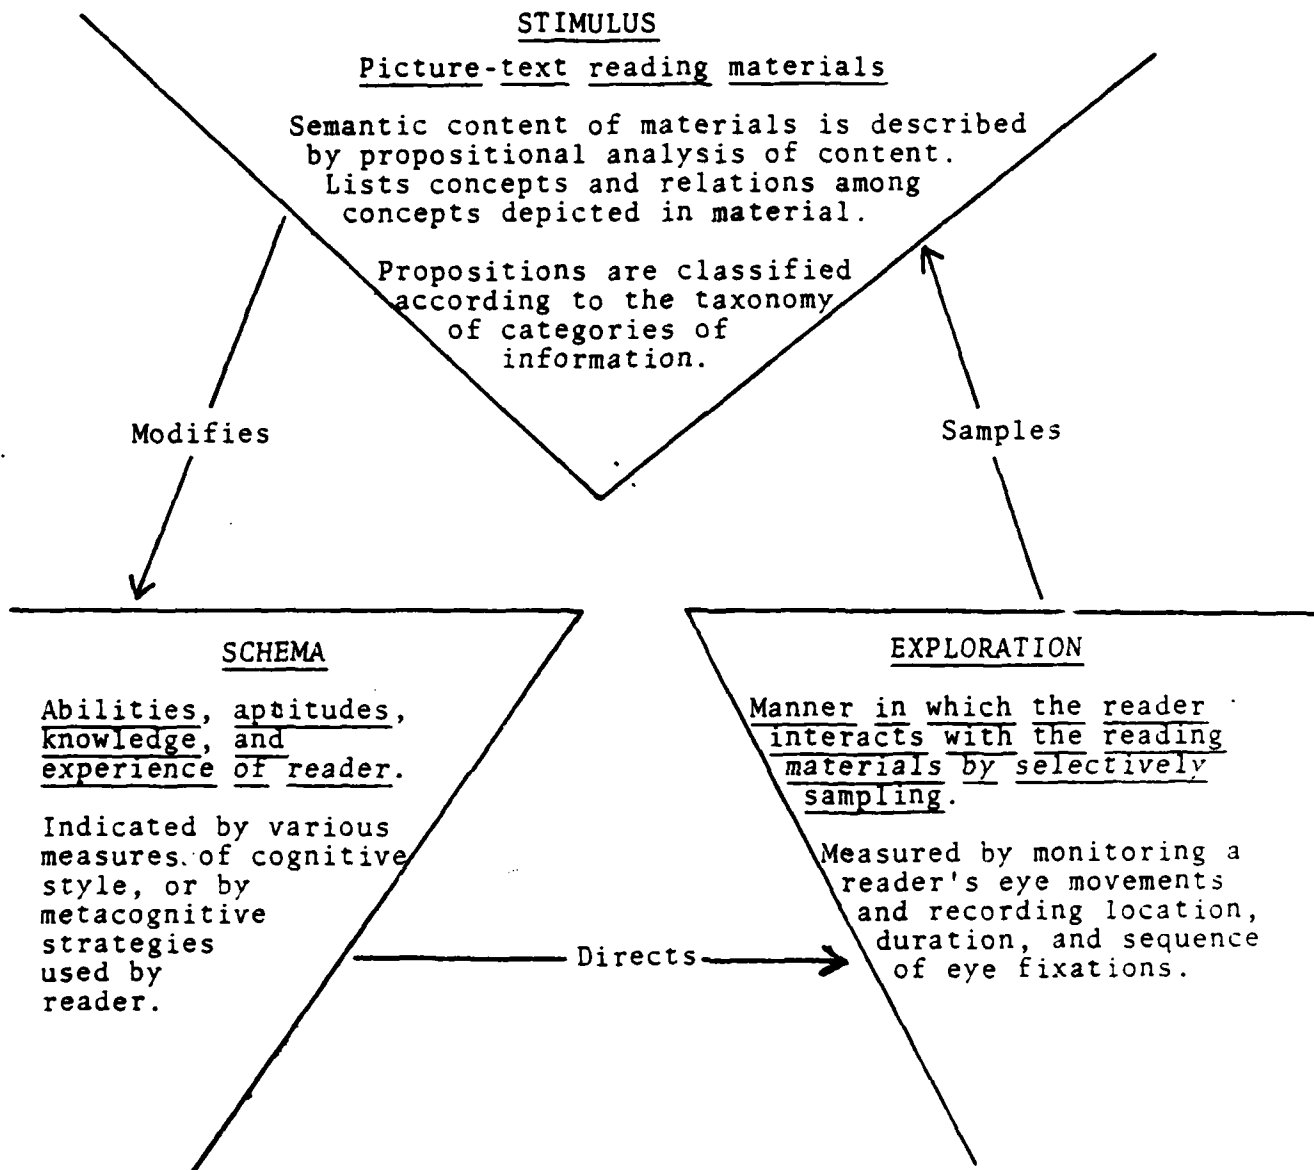 STIMULUS
Picture-text reading materials
Semantic content of materials is described
by propositional analysis of content.
Lists concepts and relations among
concepts depicted in material.
Propositions are classified
according to the taxonomy
of categories of
information.
Modifies
Samples
SCHEMA
Abilities, aptitudes,
knowledge, and
experience of reader.
Indicated by various
measures of cognitive
style, or by
metacognitive
strategies
used by
reader.
Directs
EXPLORATION
Manner in which the reader
interacts with the reading
materials by selectively
sampling.
Measured by monitoring a
reader's eye movements
and recording location,
duration, and sequence
of eye fixations.